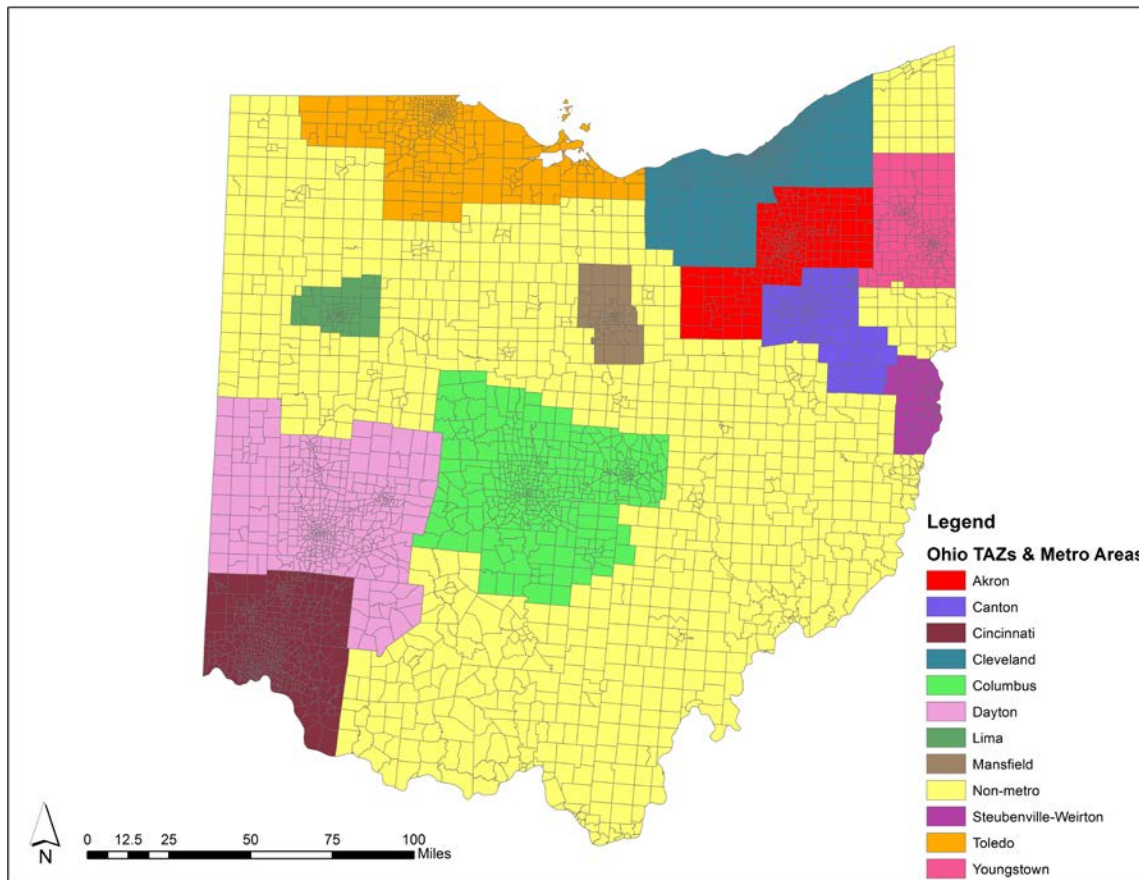 Legend
Ohio TAZs & Metro Areas
Akron
Canton
Cincinnati
Cleveland
Columbus
Dayton
Lima
Mansfield
Non-metro
Steubenville-Weirton
Toledo
Youngstown
N
0 12.5 25 50 75 100
Miles